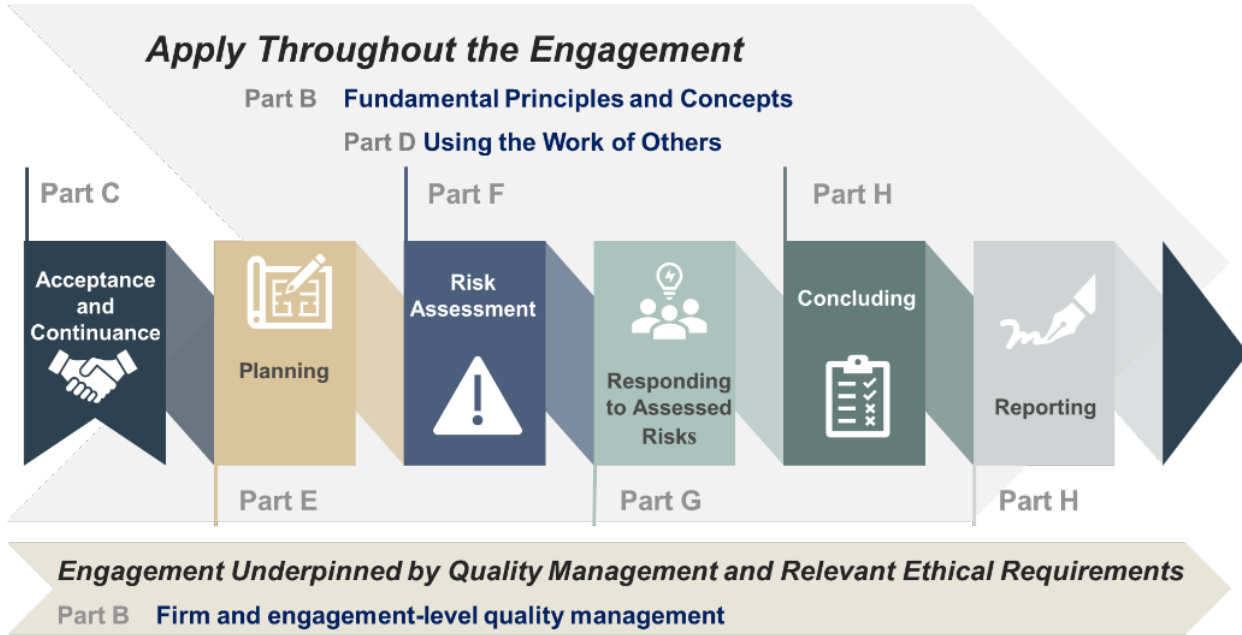 Apply Throughout the Engagement
Part B Fundamental Principles and Concepts
Part D Using the Work of Others
Part C
Part F
Part H
Acceptance
and
Continuance
Planning
Risk
Assessment
Responding
to Assessed
Risks
Concluding
Reporting
Part E
Part G
Part H
Engagement Underpinned by Quality Management and Relevant Ethical Requirements
Part B Firm and engagement-level quality management